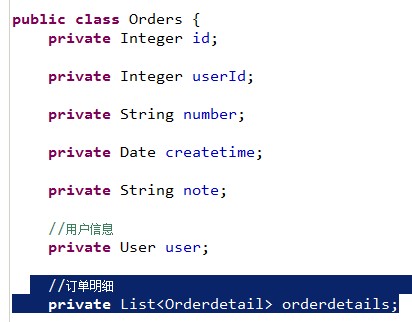 public class Orders {
private Integer id;
private Integer userId;
private String number;
private Date createtime;
private String note;
//用户信息
private User user;
//订单明细
private List<Orderdetail> orderdetails;